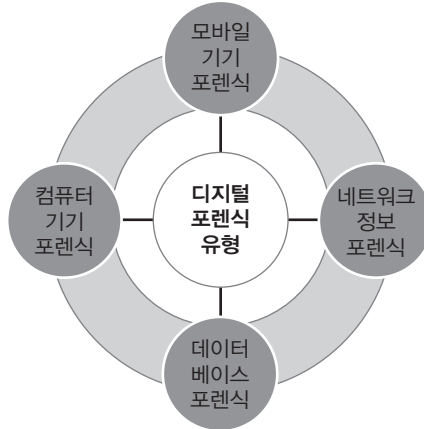 모바일
기기
포렌식
컴퓨터
기기
포렌식
디지털
포렌식
유형
네트워크
정보
포렌식
데이터
베이스
포렌식